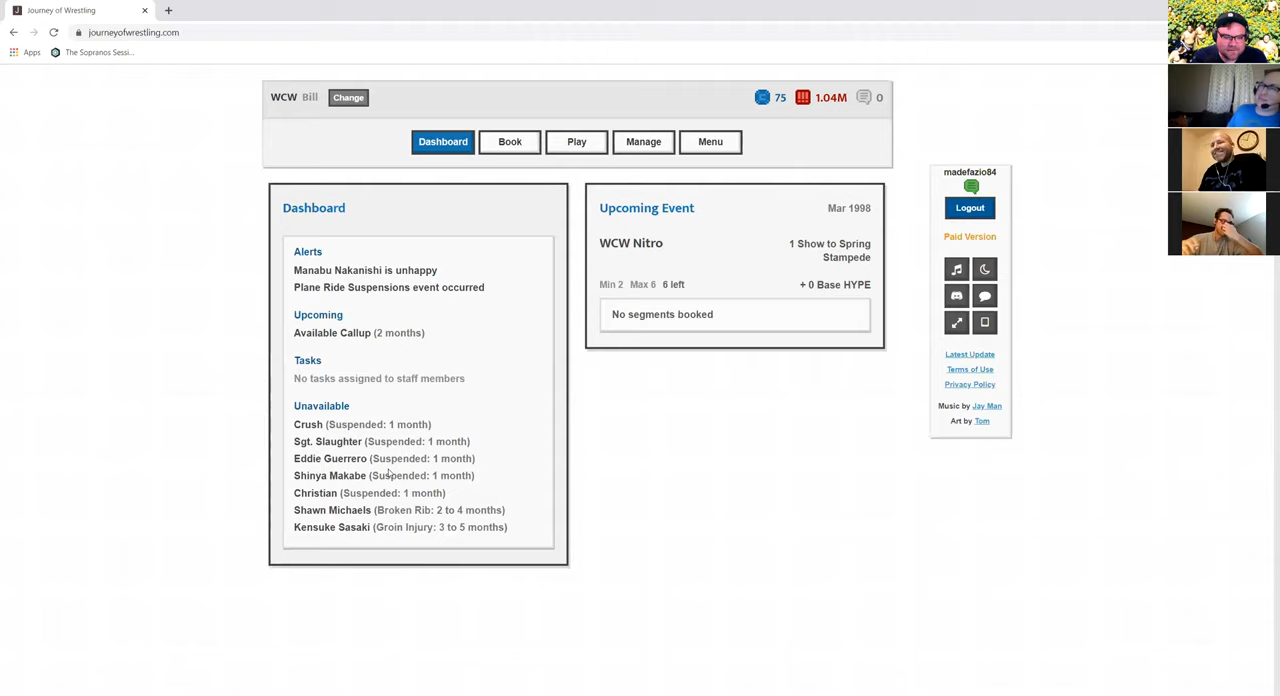 Journey of Wrestling
journeyofwrestling.com
Apps
The Sopranos Sessi...
WCW Bill Change
75 1.04M 0
Dashboard Book Play Manage Menu
Dashboard
Alerts
Manabu Nakanishi is unhappy
Plane Ride Suspensions event occurred
Upcoming
Available Callup (2 months)
Tasks
No tasks assigned to staff members
Unavailable
Crush (Suspended: 1 month)
Sgt. Slaughter (Suspended: 1 month)
Eddie Guerrero (Suspended: 1 month)
Shinya Makabe (Suspended: 1 month)
Christian (Suspended: 1 month)
Shawn Michaels (Broken Rib: 2 to 4 months)
Kensuke Sasaki (Groin Injury: 3 to 5 months)
Upcoming Event Mar 1998
WCW Nitro 1 Show to Spring
Stampede
Min 2 Max 6 6 left + 0 Base HYPE
No segments booked
madefazio84
Logout
Paid Version
Latest Update
Terms of Use
Privacy Policy
Music by Jay Man
Art by Tom